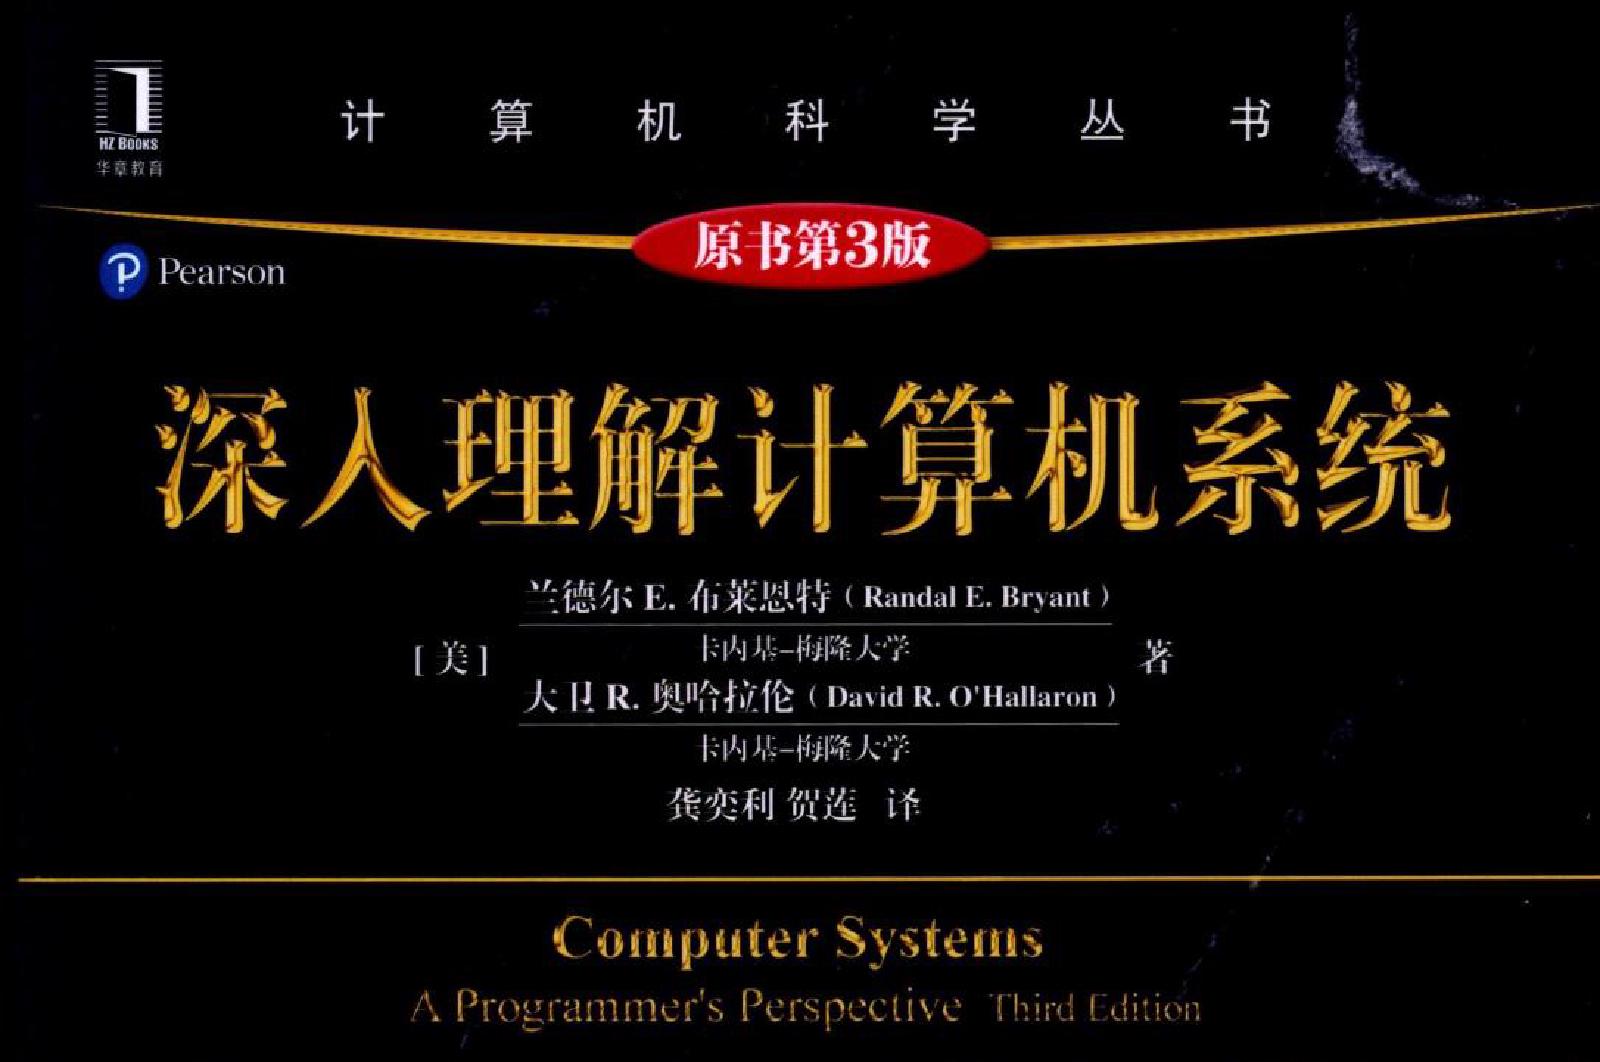 HZ BOOKS
华章教育
计算机科学丛书
原书第3版
Pearson
深入理解计算机系统
[美]
兰德尔 E. 布莱恩特（Randal E. Bryant）
卡内基-梅隆大学
大卫 R. 奥哈拉伦（David R. O'Hallaron）
卡内基-梅隆大学
著
龚奕利 贺莲 译
Computer Systems
A Programmer's Perspective Third Edition